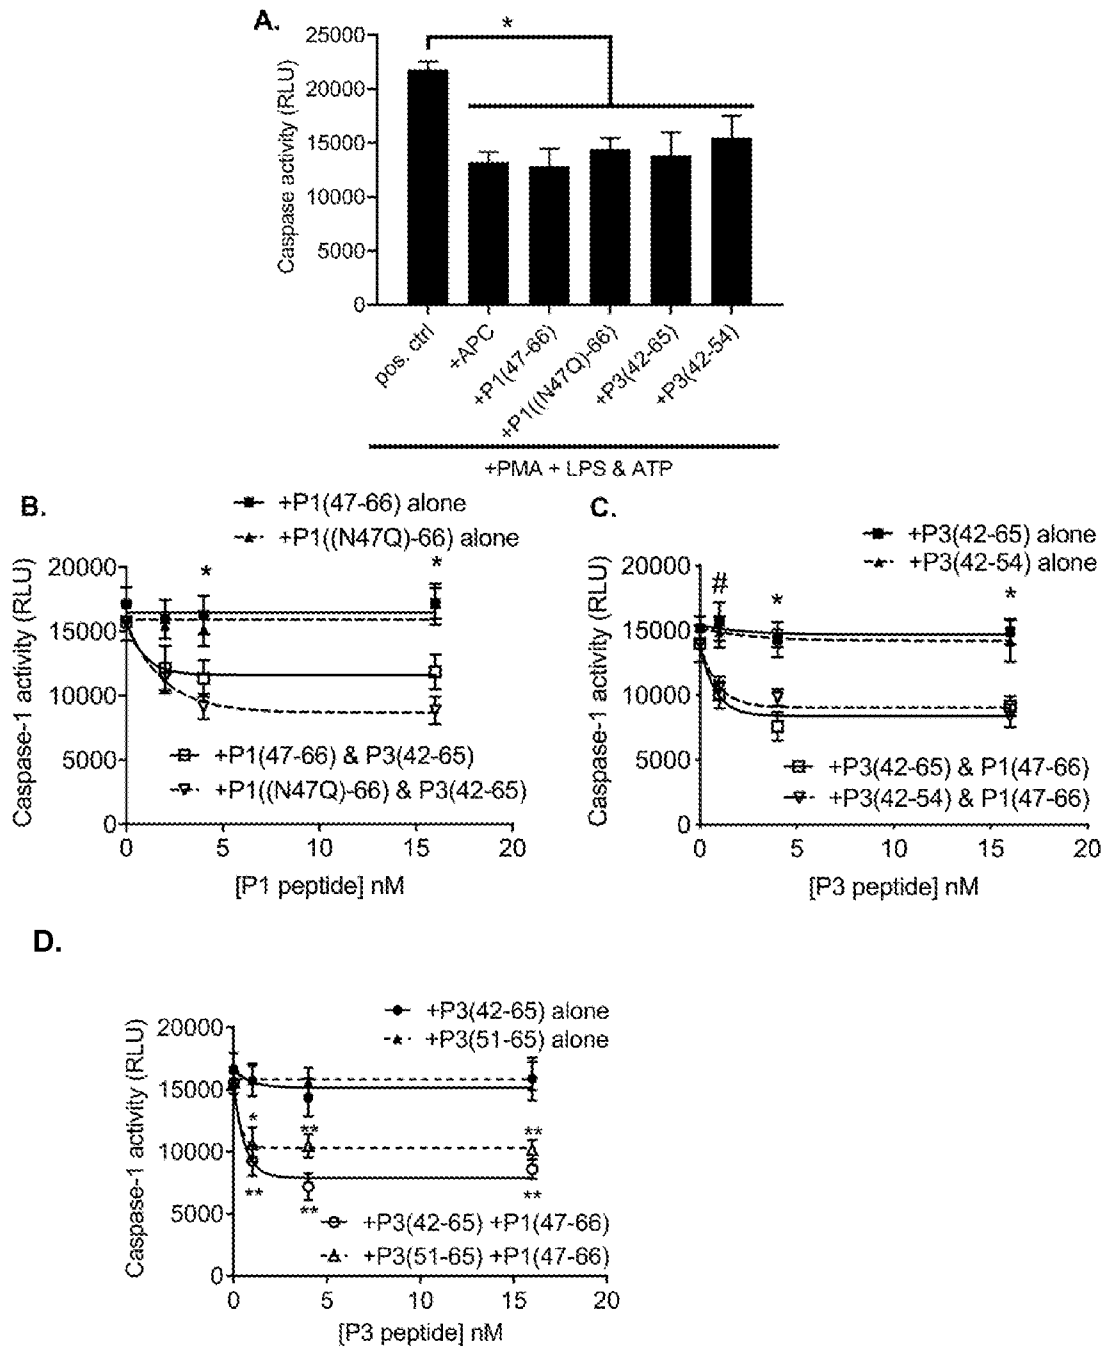 A.
*
25000
20000
15000
10000
5000
0
Caspase activity (RLU)
pos. ctrl
+APC
+P1(47-66)
+P1((N47Q)-66)
+P3(42-65)
+P3(42-54)
+PMA + LPS & ATP
B.
+P1(47-66) alone
+P1((N47Q)-66) alone
* *
20000
15000
10000
5000
0
Caspase-1 activity (RLU)
+P1(47-66) & P3(42-65)
+P1((N47Q)-66) & P3(42-65)
0 5 10 15 20
[P1 peptide] nM
C.
+P3(42-65) alone
+P3(42-54) alone
# * *
20000
15000
10000
5000
0
Caspase-1 activity (RLU)
+P3(42-65) & P1(47-66)
+P3(42-54) & P1(47-66)
0 5 10 15 20
[P3 peptide] nM
D.
+P3(42-65) alone
+P3(51-65) alone
20000
15000
10000
5000
0
Caspase-1 activity (RLU)
* ** **
** ** **
+P3(42-65) +P1(47-66)
+P3(51-65) +P1(47-66)
0 5 10 15 20
[P3 peptide] nM